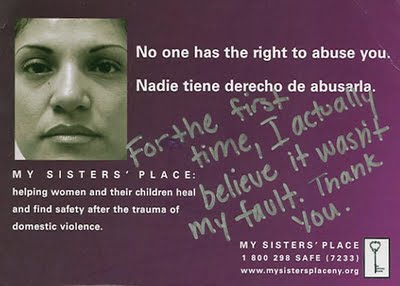 No one has the right to abuse you.
Nadie tiene derecho de abusarla.
For the first
time, I actually
believe it wasn't
my fault. Thank
You.
MY SISTERS' PLACE:
helping women and their children heal
and find safety after the trauma of
domestic violence.
MY SISTERS' PLACE
1 800 298 SAFE (7233)
www.mysistersplaceny.org